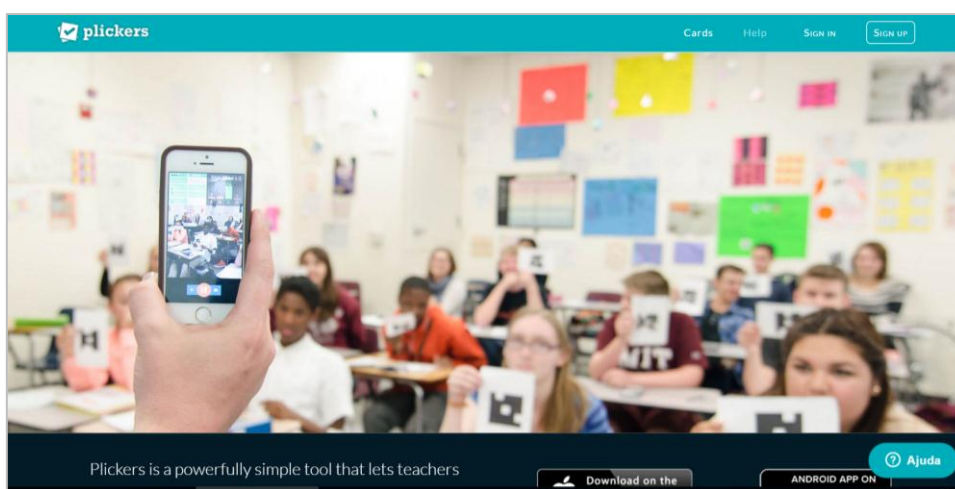 plickers
Cards Help SIGN IN SIGN UP
MIT
Plickers is a powerfully simple tool that lets teachers
Download on the
ANDROID APP ON
Ajuda